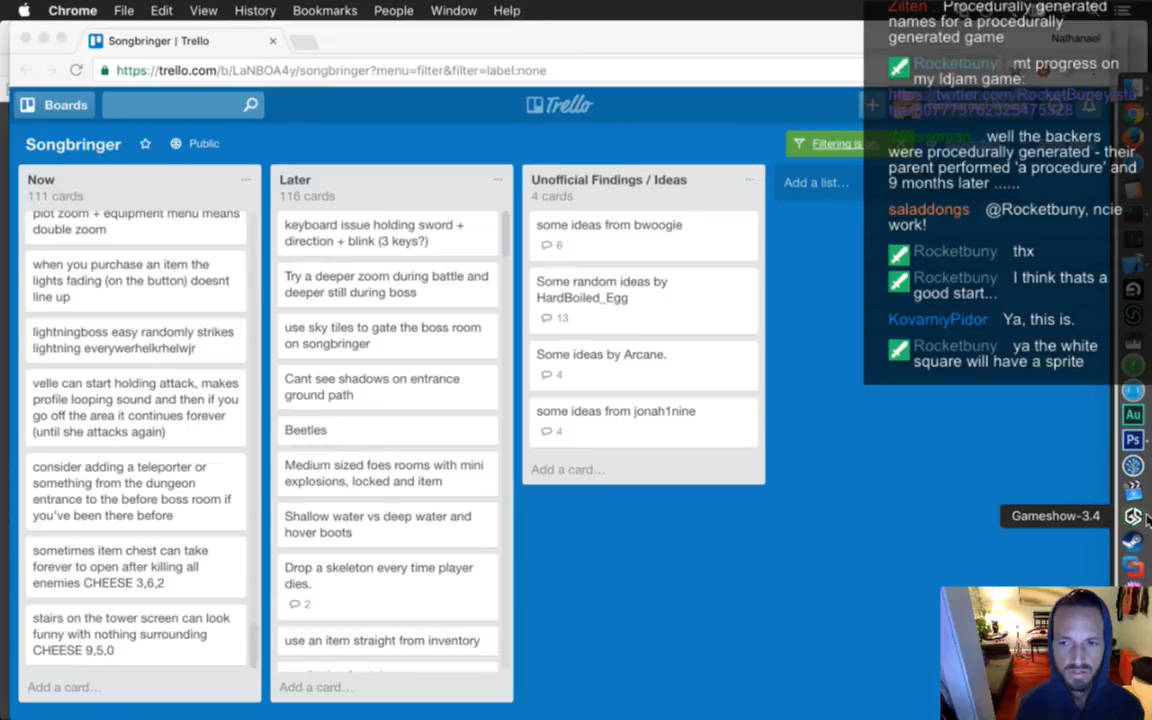 Chrome File Edit View History Bookmarks People Window Help
Songbringer | Trello
Nathanael
https://trello.com/b/LaNBOA4y/songbringer?menu=filter&filter=label:none
Boards
Trello
Songbringer
Public
Filtering is on.
Now
111 cards
plot zoom + equipment menu means
double zoom
when you purchase an item the
lights fading (on the button) doesnt
line up
lightningboss easy randomly strikes
lightning everywerhelkrhelwjr
velle can start holding attack, makes
profile looping sound and then if you
go off the area it continues forever
(until she attacks again)
consider adding a teleporter or
something from the dungeon
entrance to the before boss room if
you've been there before
sometimes item chest can take
forever to open after killing all
enemies CHEESE 3,6,2
stairs on the tower screen can look
funny with nothing surrounding
CHEESE 9,5,0
Add a card...
Later
116 cards
keyboard issue holding sword +
direction + blink (3 keys?)
Try a deeper zoom during battle and
deeper still during boss
use sky tiles to gate the boss room
on songbringer
Cant see shadows on entrance
ground path
Beetles
Medium sized foes rooms with mini
explosions, locked and item
Shallow water vs deep water and
hover boots
Drop a skeleton every time player
dies.
2
use an item straight from inventory
Add a card...
Unofficial Findings / Ideas
4 cards
some ideas from bwoogie
6
Some random ideas by
HardBoiled_Egg
13
Some ideas by Arcane.
4
some ideas from jonah1nine
4
Add a card...
Add a list...
Zilten Procedurally generated
names for a procedurally
generated game
Rocketbuny mt progress on
my ldjam game:
well the backers
were procedurally generated - their
parent performed 'a procedure' and
9 months later ......
saladdongs @Rocketbuny, ncie
work!
Rocketbuny thx
Rocketbuny I think thats a
good start...
KovarniyPidor Ya, this is.
Rocketbuny ya the white
square will have a sprite
Gameshow-3.4
Au
Ps